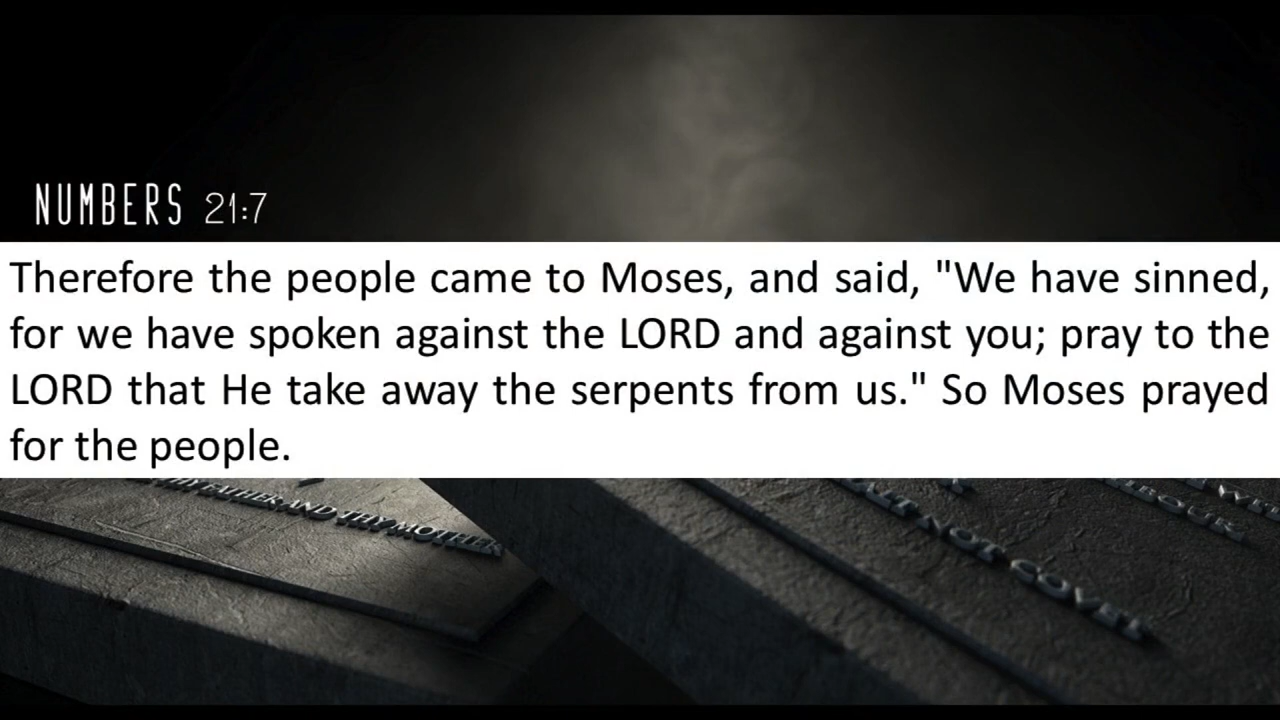 NUMBERS 21:7
Therefore the people came to Moses, and said, "We have sinned,
for we have spoken against the LORD and against you; pray to the
LORD that He take away the serpents from us." So Moses prayed
for the people.
THY FATHER AND THY MOTHER
NOT COVET